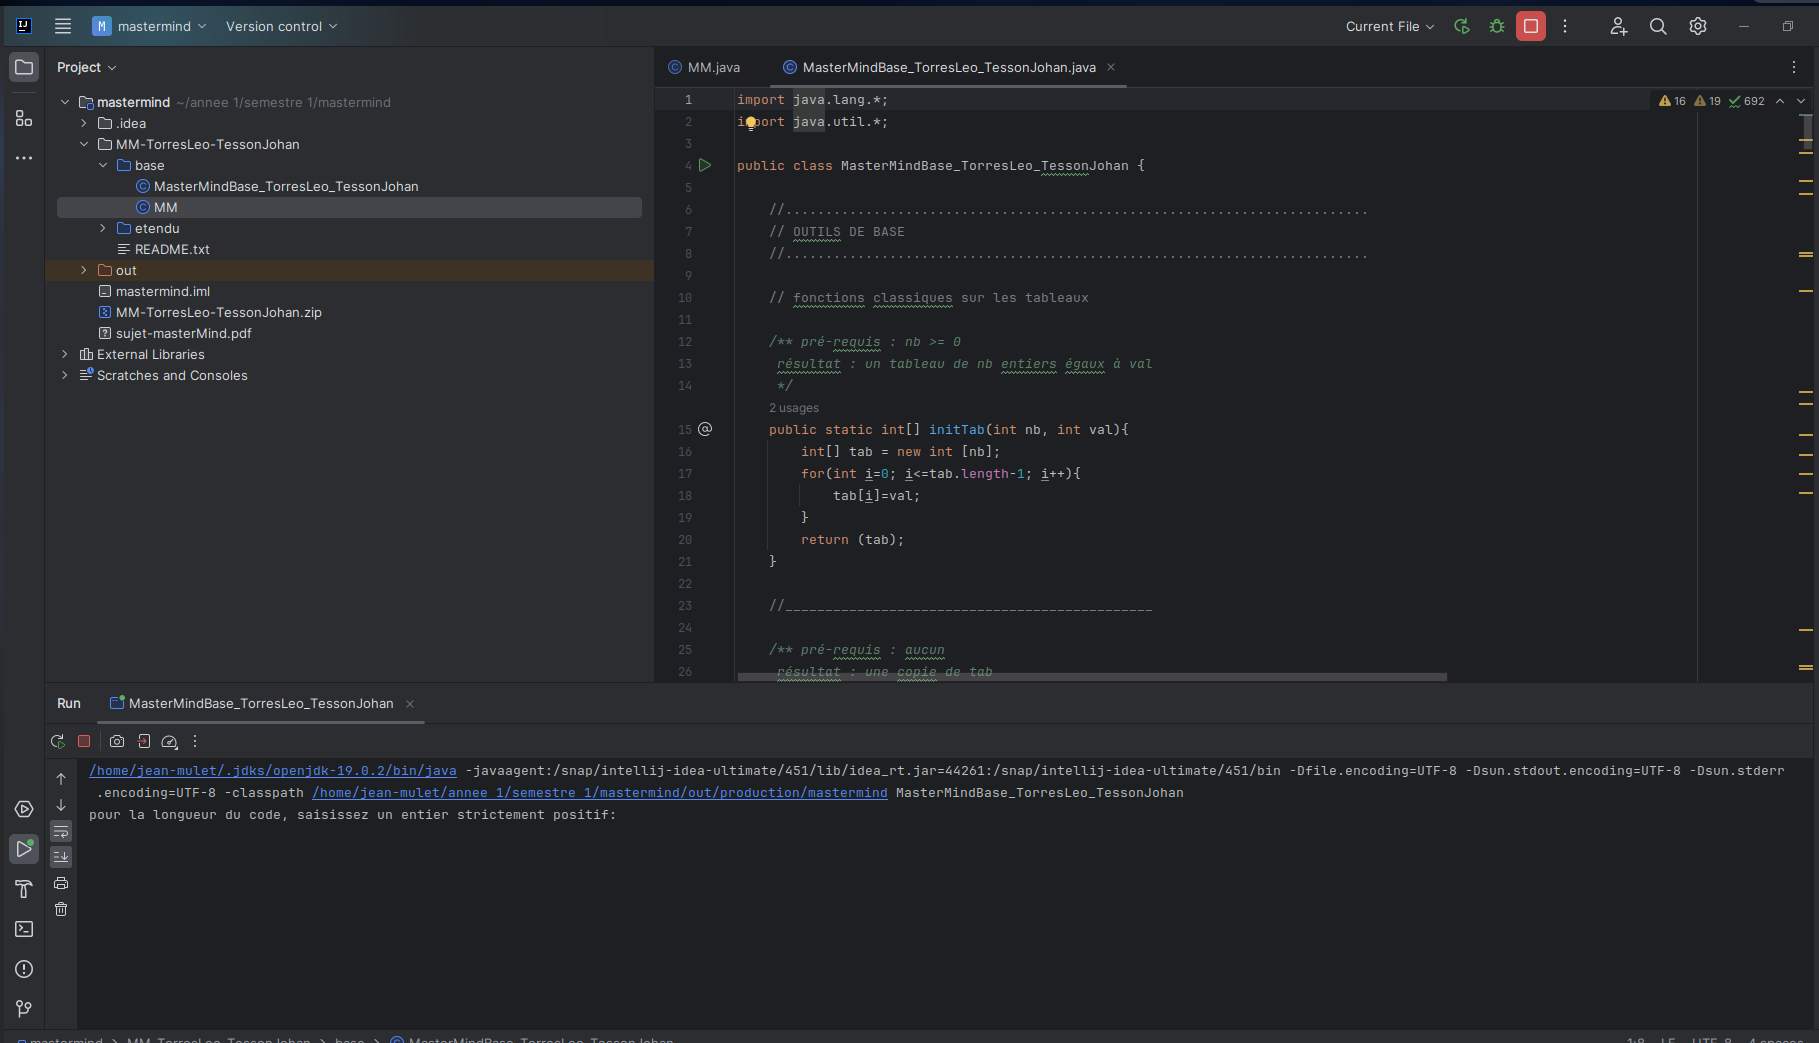 M mastermind Version control Current File
Project
MM.java
MasterMindBase_TorresLeo_TessonJohan.java
mastermind ~/annee 1/semestre 1/mastermind
.idea
MM-TorresLeo-TessonJohan
base
MasterMindBase_TorresLeo_TessonJohan
MM
etendu
README.txt
out
mastermind.iml
MM-TorresLeo-TessonJohan.zip
sujet-masterMind.pdf
External Libraries
Scratches and Consoles
16 19 692
1 import java.lang.*;
2 import java.util.*;
3
4 public class MasterMindBase_TorresLeo_TessonJohan {
5
6 //.........................................................................
7 // OUTILS DE BASE
8 //.........................................................................
9
10 // fonctions classiques sur les tableaux
11
12 /** pré-requis : nb >= 0
13 résultat : un tableau de nb entiers égaux à val
14 */
2 usages
15 public static int[] initTab(int nb, int val){
16 int[] tab = new int [nb];
17 for(int i=0; i<=tab.length-1; i++){
18 tab[i]=val;
19 }
20 return (tab);
21 }
22
23 //______________________________________________
24
25 /** pré-requis : aucun
26 résultat : une copie de tab
Run MasterMindBase_TorresLeo_TessonJohan
/home/jean-mulet/.jdks/openjdk-19.0.2/bin/java -javaagent:/snap/intellij-idea-ultimate/451/lib/idea_rt.jar=44261:/snap/intellij-idea-ultimate/451/bin -Dfile.encoding=UTF-8 -Dsun.stdout.encoding=UTF-8 -Dsun.stderr
.encoding=UTF-8 -classpath /home/jean-mulet/annee 1/semestre 1/mastermind/out/production/mastermind MasterMindBase_TorresLeo_TessonJohan
pour la longueur du code, saisissez un entier strictement positif:
mastermind > MM-TorresLeo-TessonJohan > base > MasterMindBase_TorresLeo_TessonJohan 1:8 LF UTF-8 4 spaces